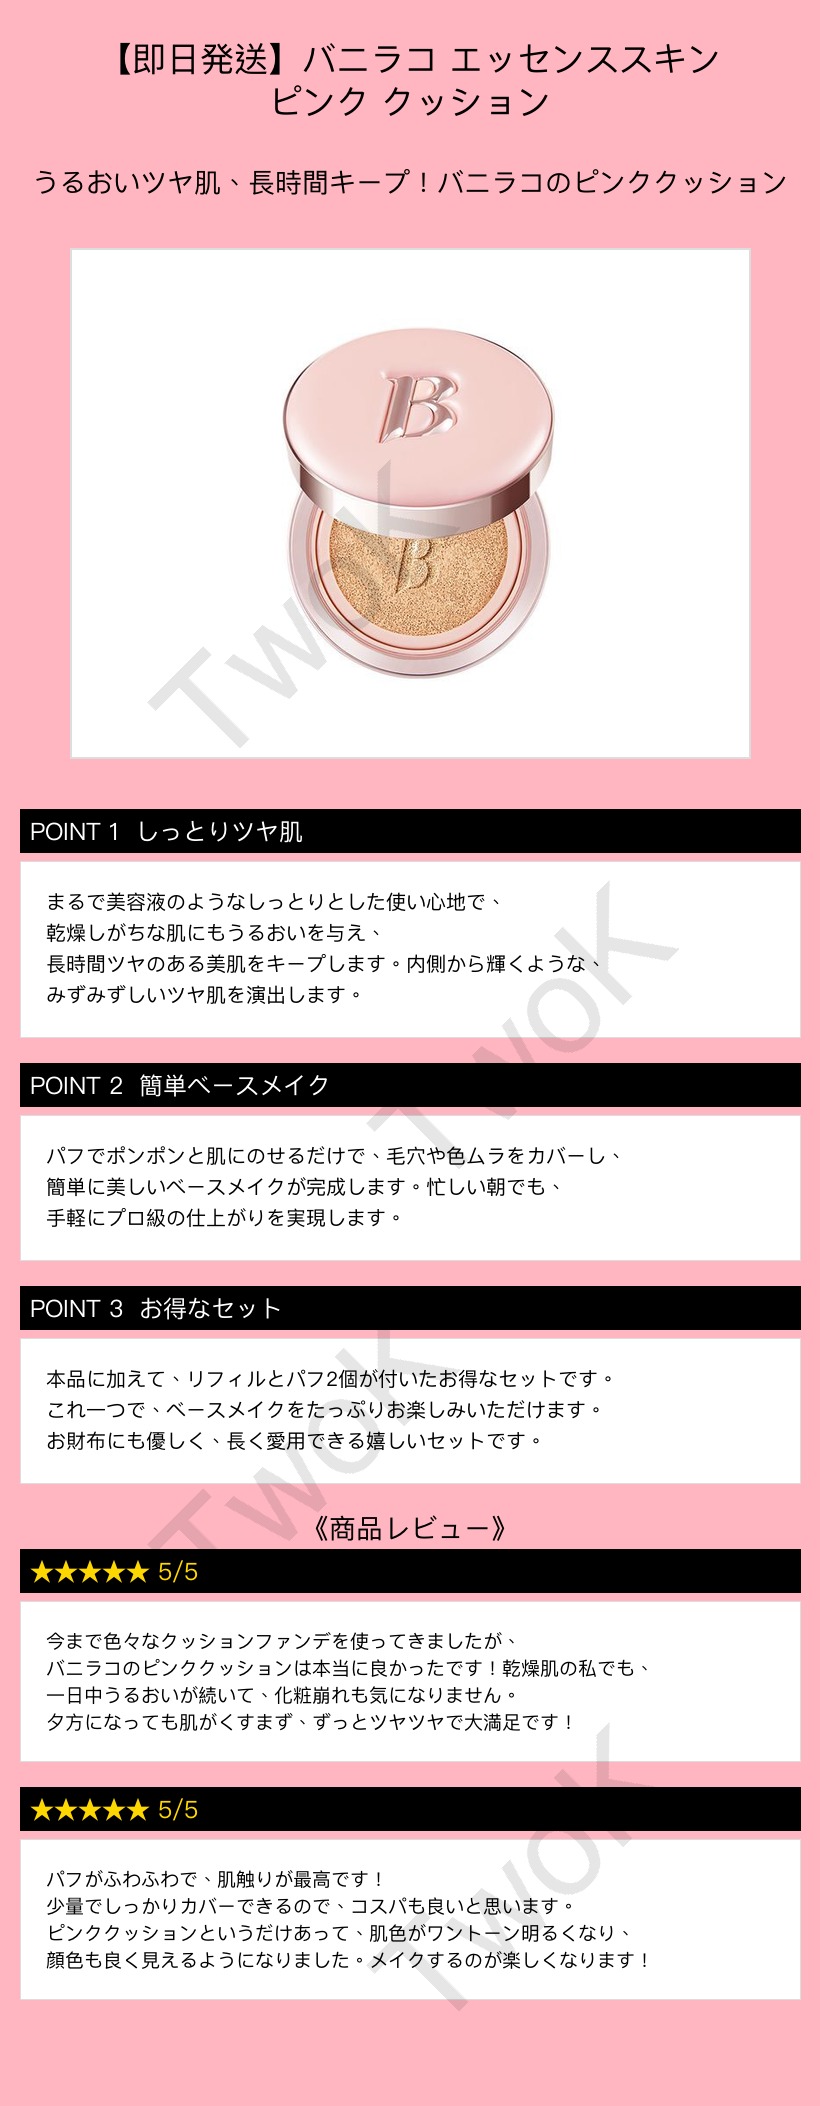 【即日発送】バニラコ エッセンススキン
ピンク クッション
うるおいツヤ肌、長時間キープ！バニラコのピンククッション
B
B
TwoK
POINT 1 しっとりツヤ肌
まるで美容液のようなしっとりとした使い心地で、
乾燥しがちな肌にもうるおいを与え、
長時間ツヤのある美肌をキープします。内側から輝くような、
みずみずしいツヤ肌を演出します。
TwoK
POINT 2 簡単ベースメイク
パフでポンポンと肌にのせるだけで、毛穴や色ムラをカバーし、
簡単に美しいベースメイクが完成します。忙しい朝でも、
手軽にプロ級の仕上がりを実現します。
POINT 3 お得なセット
本品に加えて、リフィルとパフ2個が付いたお得なセットです。
これ一つで、ベースメイクをたっぷりお楽しみいただけます。
お財布にも優しく、長く愛用できる嬉しいセットです。
TwoK
《商品レビュー》
★★★★★ 5/5
今まで色々なクッションファンデを使ってきましたが、
バニラコのピンククッションは本当に良かったです！乾燥肌の私でも、
一日中うるおいが続いて、化粧崩れも気になりません。
夕方になっても肌がくすまず、ずっとツヤツヤで大満足です！
★★★★★ 5/5
パフがふわふわで、肌触りが最高です！
少量でしっかりカバーできるので、コスパも良いと思います。
ピンククッションというだけあって、肌色がワントーン明るくなり、
顔色も良く見えるようになりました。メイクするのが楽しくなります！
TwoK